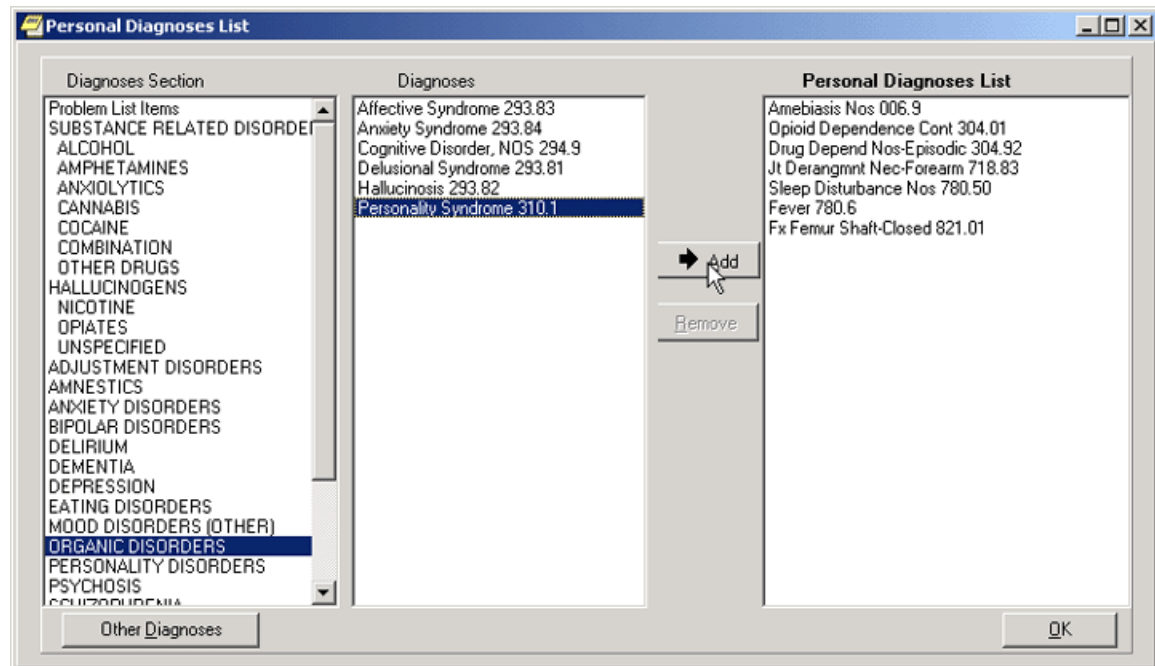 Personal Diagnoses List
Diagnoses Section
Problem List Items
SUBSTANCE RELATED DISORDER
ALCOHOL
AMPHETAMINES
ANXIOLYTICS
CANNABIS
COCAINE
COMBINATION
OTHER DRUGS
HALLUCINOGENS
NICOTINE
OPIATES
UNSPECIFIED
ADJUSTMENT DISORDERS
AMNESTICS
ANXIETY DISORDERS
BIPOLAR DISORDERS
DELIRIUM
DEMENTIA
DEPRESSION
EATING DISORDERS
MOOD DISORDERS (OTHER)
ORGANIC DISORDERS
PERSONALITY DISORDERS
PSYCHOSIS
SCHIZOPHRENIA
Other Diagnoses
Diagnoses
Affective Syndrome 293.83
Anxiety Syndrome 293.84
Cognitive Disorder, NOS 294.9
Delusional Syndrome 293.81
Hallucinosis 293.82
Personality Syndrome 310.1
Add
Remove
Personal Diagnoses List
Amebiasis Nos 006.9
Opioid Dependence Cont 304.01
Drug Depend Nos-Episodic 304.92
Jt Derangmnt Nec-Forearm 718.83
Sleep Disturbance Nos 780.50
Fever 780.6
Fx Femur Shaft-Closed 821.01
OK